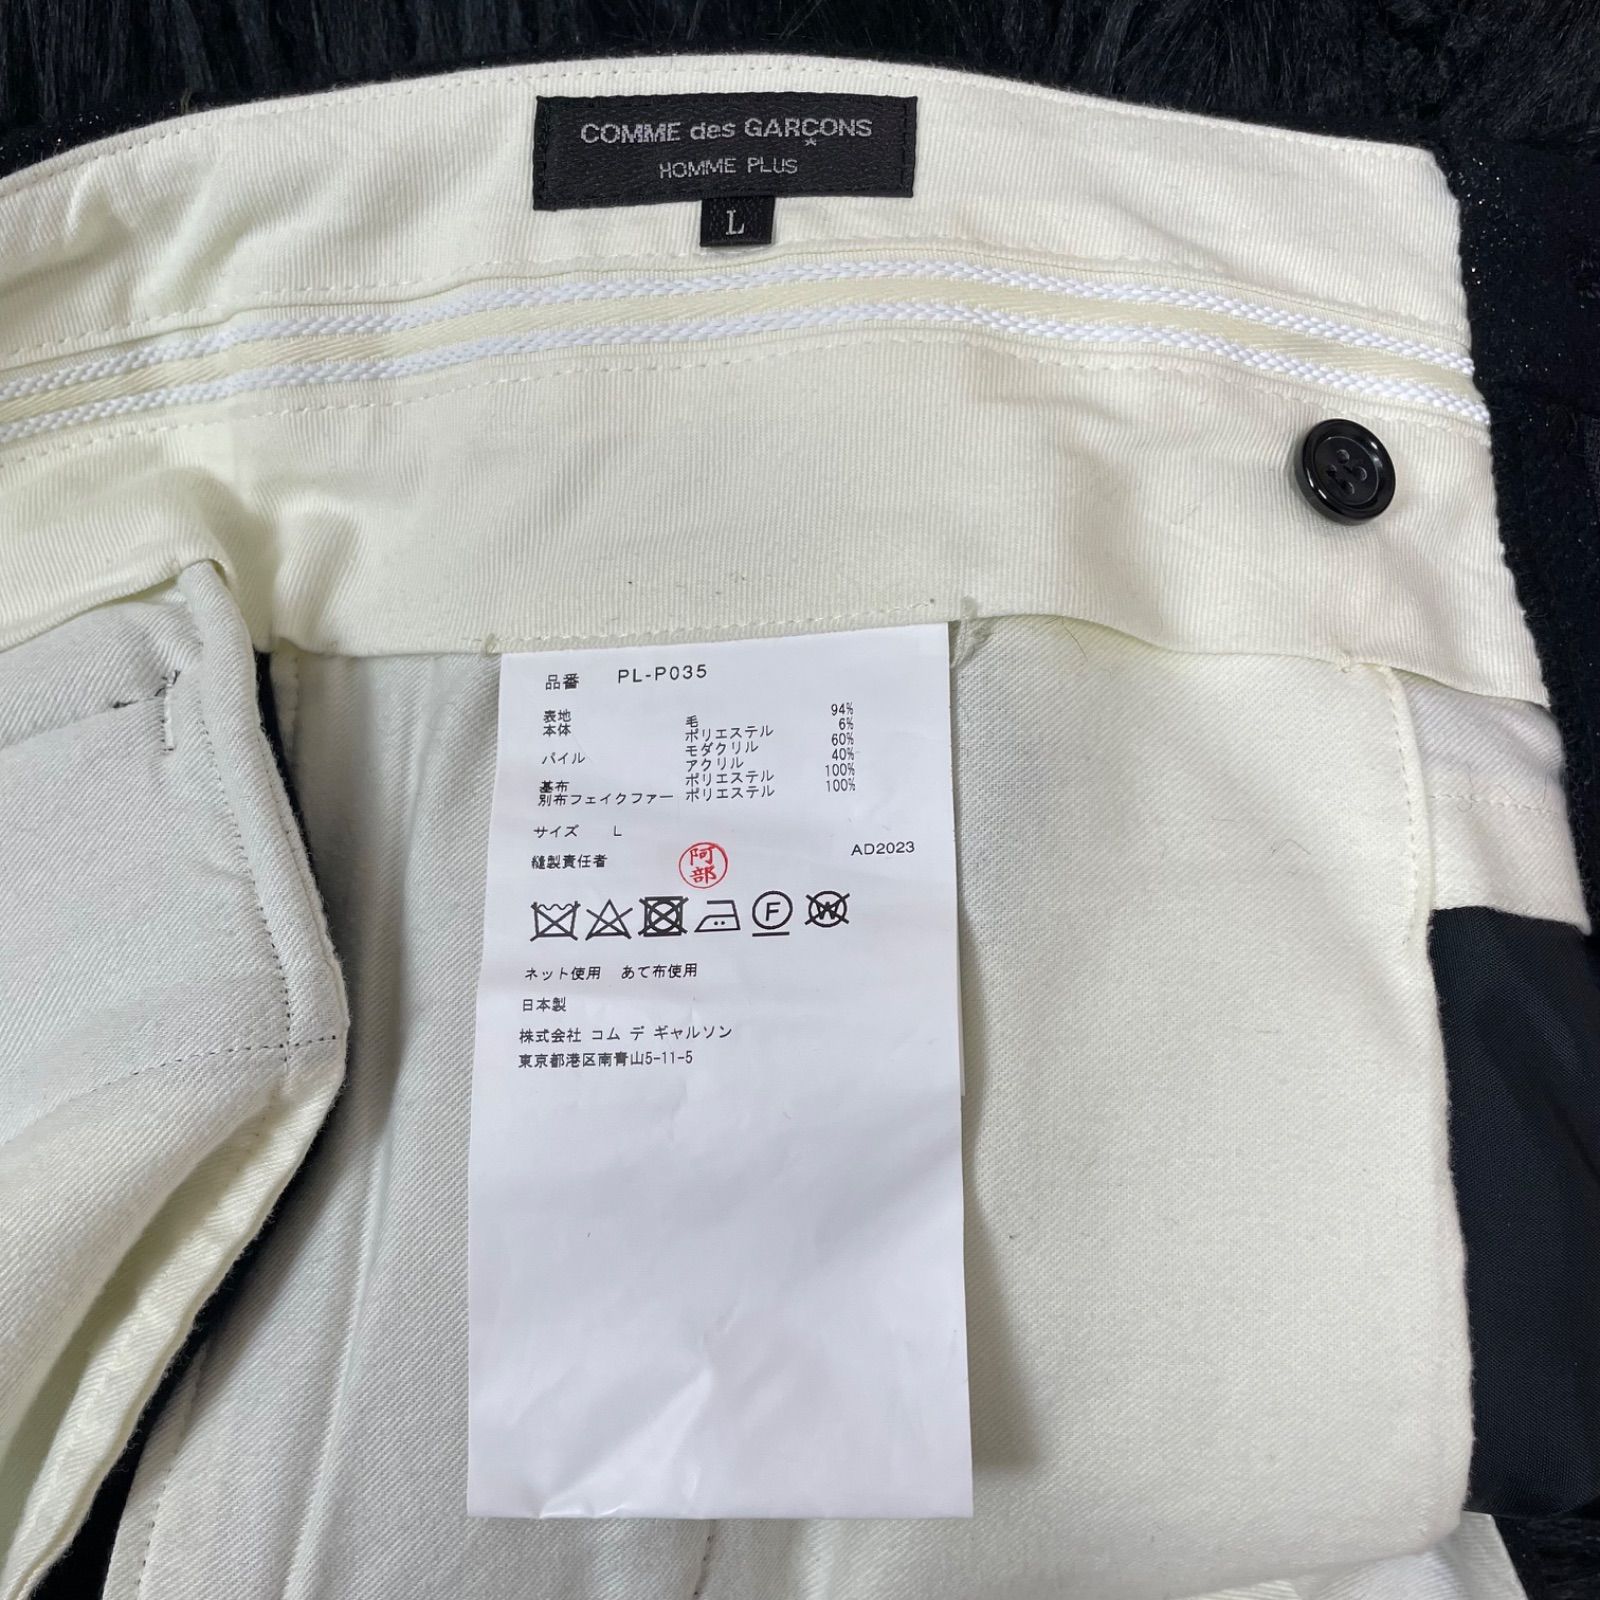 COMME des GARÇONS
HOMME PLUS
L
品番 PL-P035
表地
本体 毛 94%
ポリエステル 6%
パイル モダクリル 60%
アクリル 40%
基布 ポリエステル 100%
別布フェイクファー ポリエステル 100%
サイズ L
縫製責任者 阿部 AD2023
F W
ネット使用 あて布使用
日本製
株式会社 コム デ ギャルソン
東京都港区南青山5-11-5